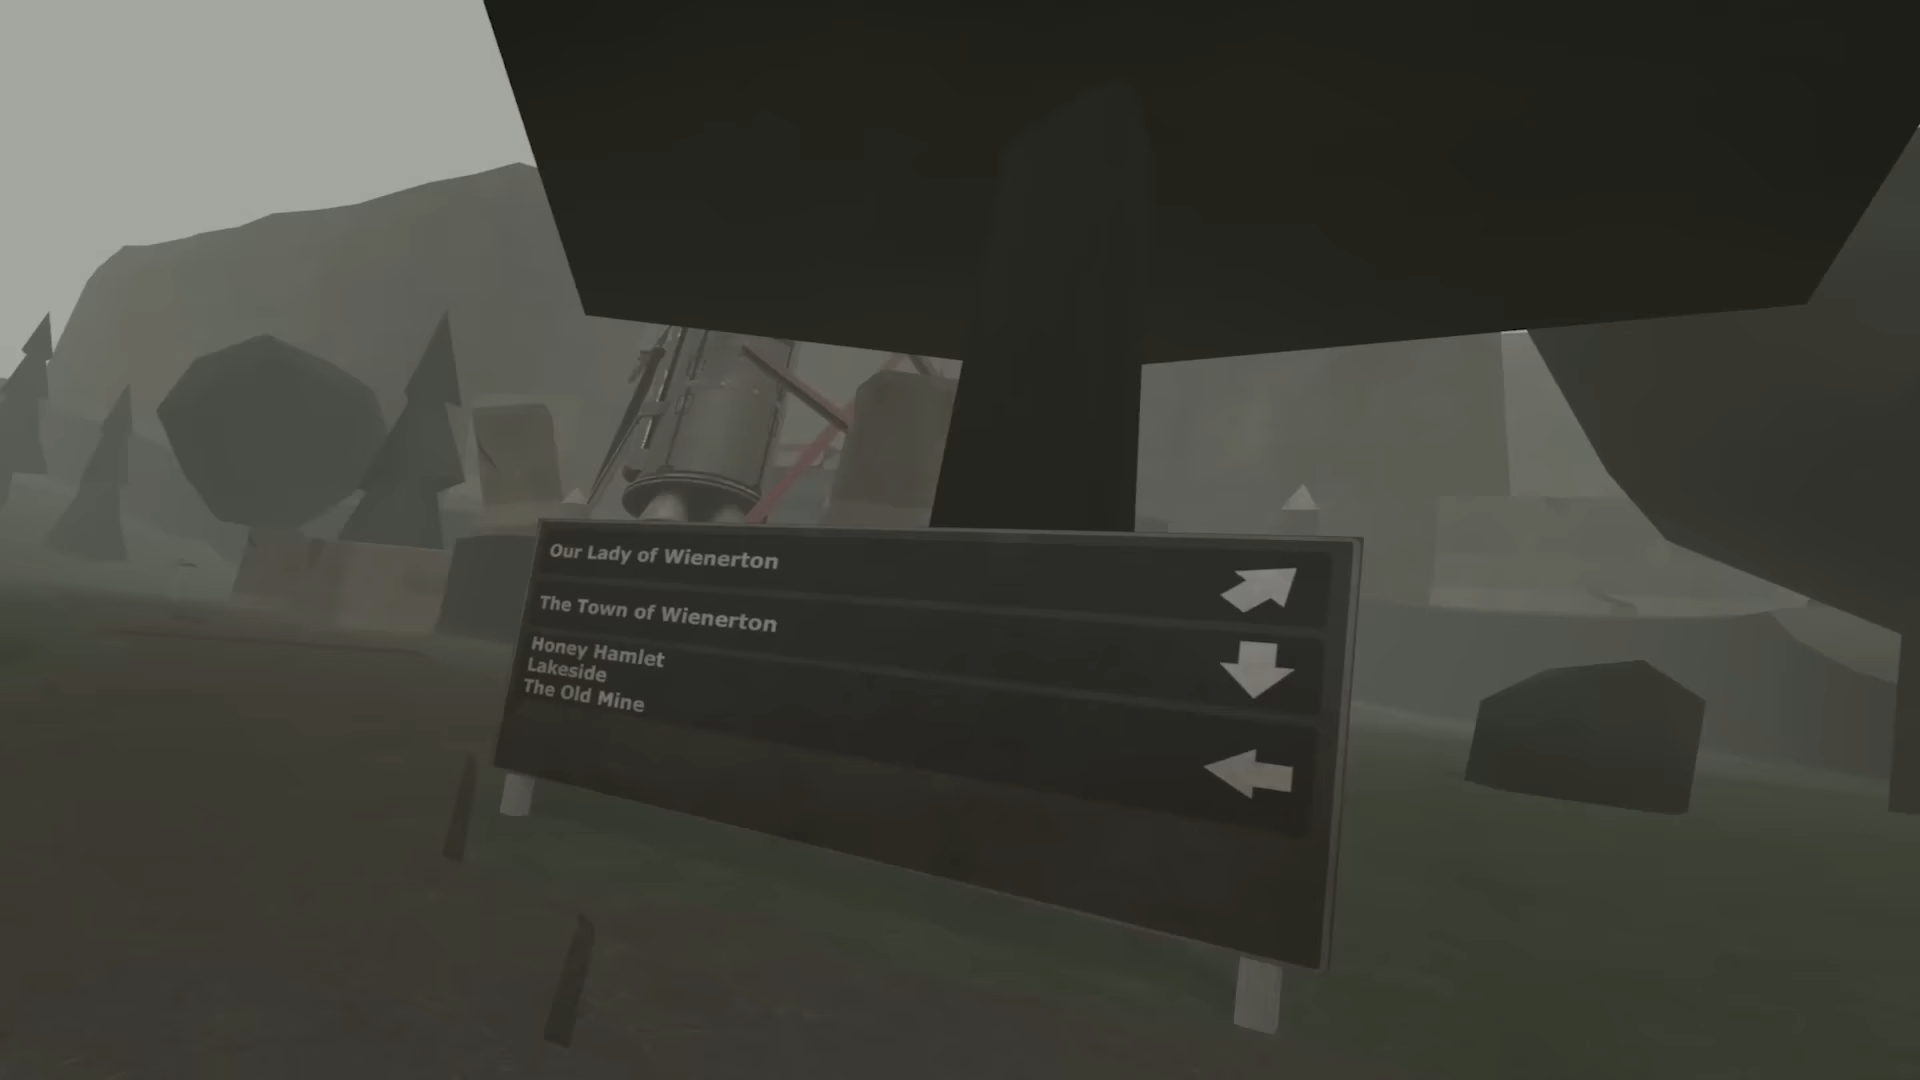 Our Lady of Wienerton
The Town of Wienerton
Honey Hamlet
Lakeside
The Old Mine